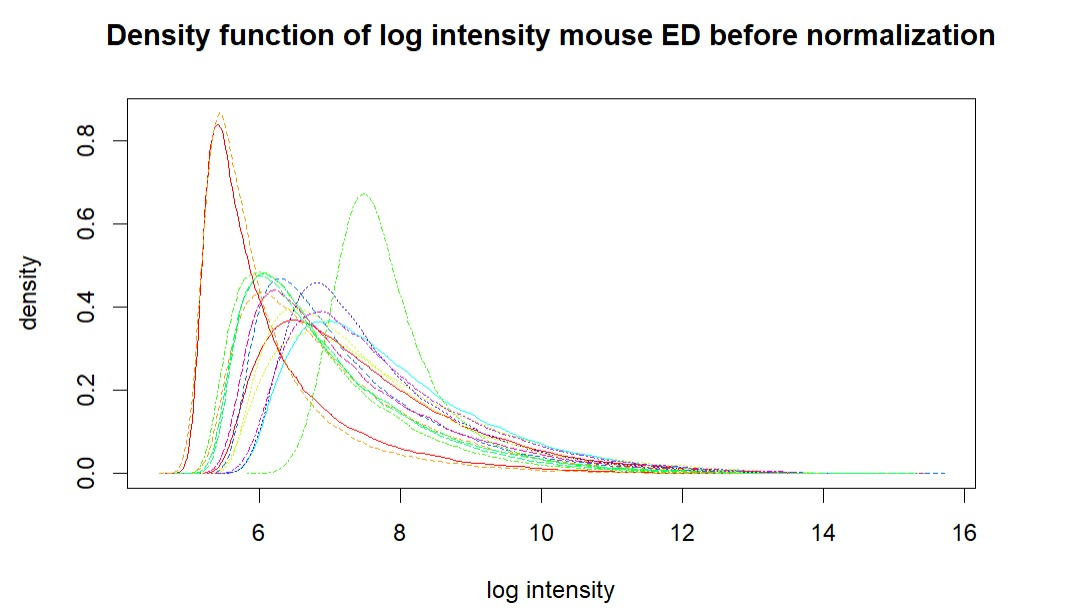 Density function of log intensity mouse ED before normalization
density
0.8
0.6
0.4
0.2
0.0
6 8 10 12 14 16
log intensity